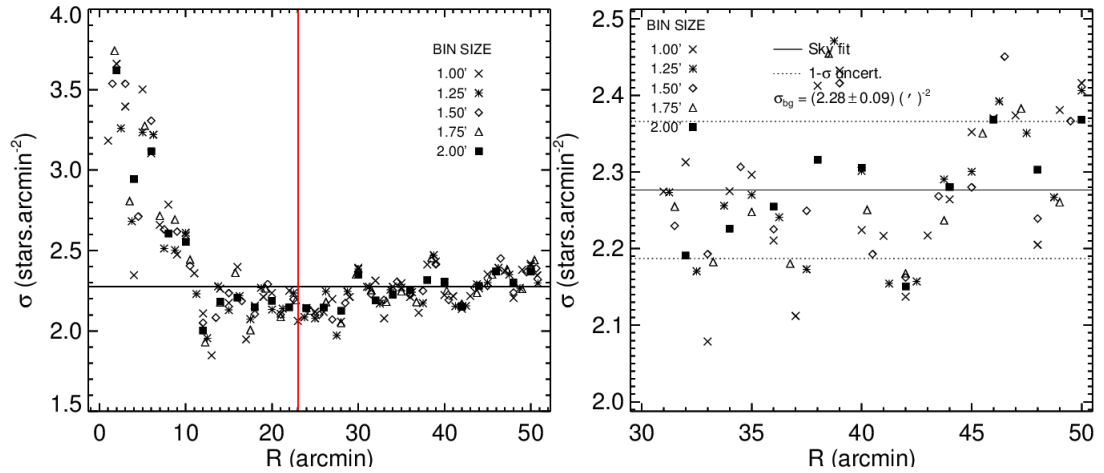 4.0
3.5
3.0
2.5
2.0
1.5
σ (stars.arcmin⁻²)
0 10 20 30 40 50
R (arcmin)
BIN SIZE
1.00'
1.25'
1.50'
1.75'
2.00'
2.5
2.4
2.3
2.2
2.1
2.0
σ (stars.arcmin⁻²)
30 35 40 45 50
R (arcmin)
BIN SIZE
1.00'
1.25'
1.50'
1.75'
2.00'
Sky fit
1-σ uncert.
σbg = (2.28±0.09) (′)⁻²